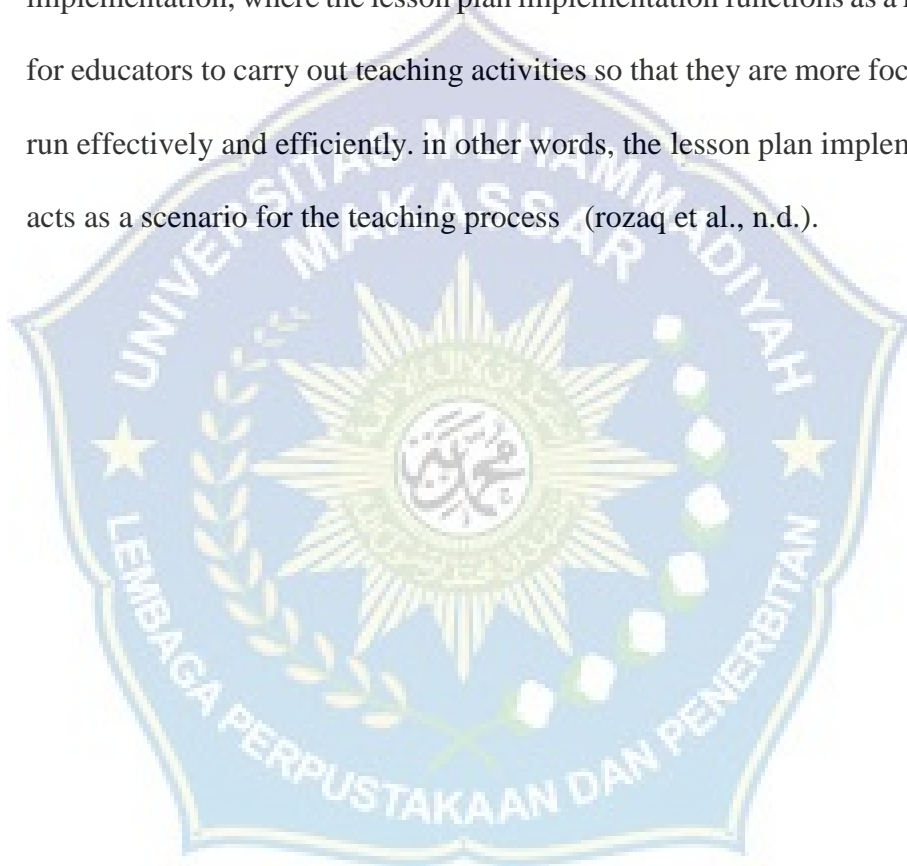 implementation, where the lesson plan implementation functions as a
for educators to carry out teaching activities so that they are more
run effectively and efficiently. in other words, the lesson plan
acts as a scenario for the teaching process (rozaq et al., n.d.).
UNIVERSITAS MUHAMMADIYAH
MAKASSAR
LEMBAGA PERPUSTAKAAN DAN PENERBITAN